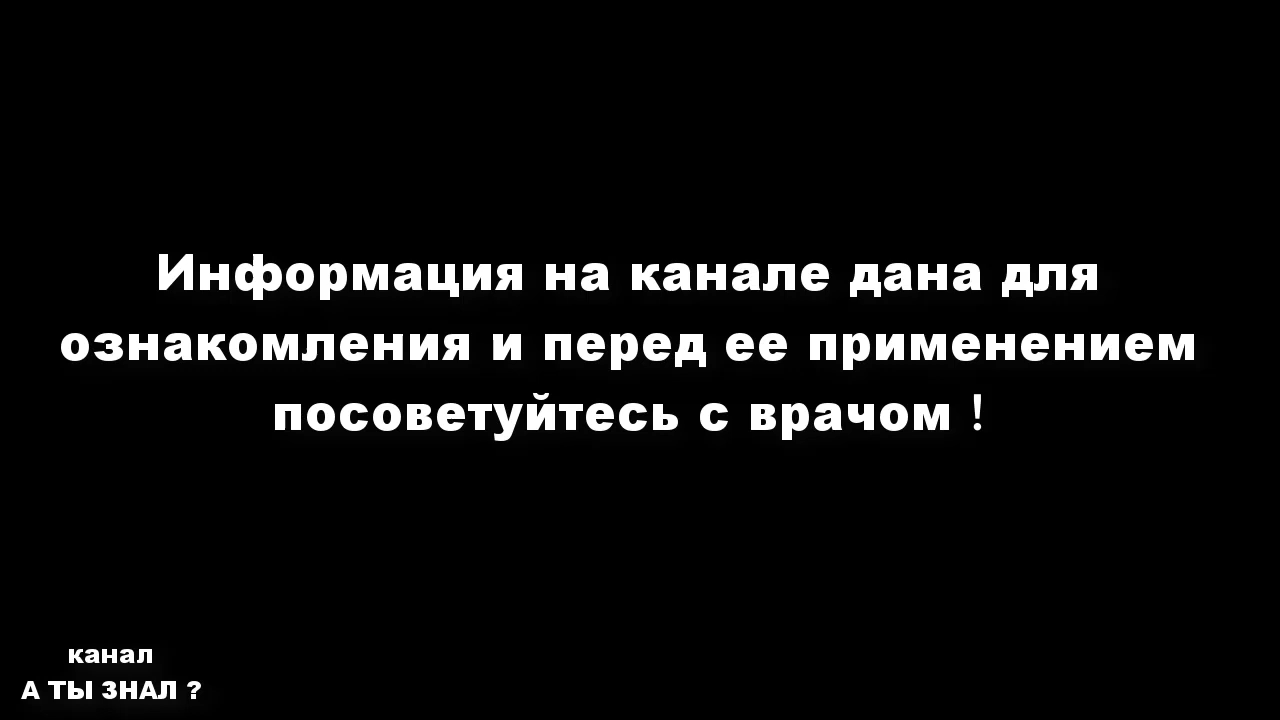 Информация на канале дана для
ознакомления и перед ее применением
посоветуйтесь с врачом !
канал
А ТЫ ЗНАЛ ?